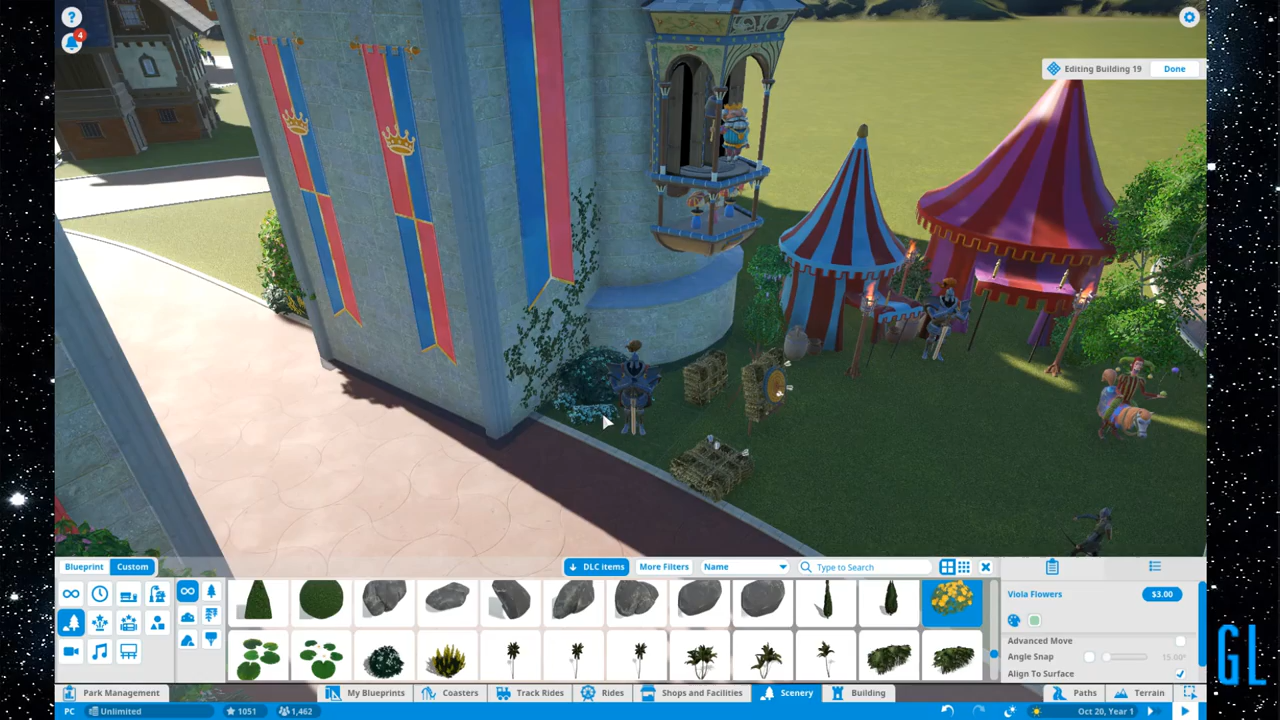 ?
4
Editing Building 19 Done
Blueprint Custom
DLC items More Filters Name Type to Search
Viola Flowers $3.00
Advanced Move
Angle Snap 15.00°
Align To Surface
Park Management My Blueprints Coasters Track Rides Rides Shops and Facilities Scenery Building Paths Terrain
PC Unlimited 1051 1,462 Oct 20, Year 1
GL